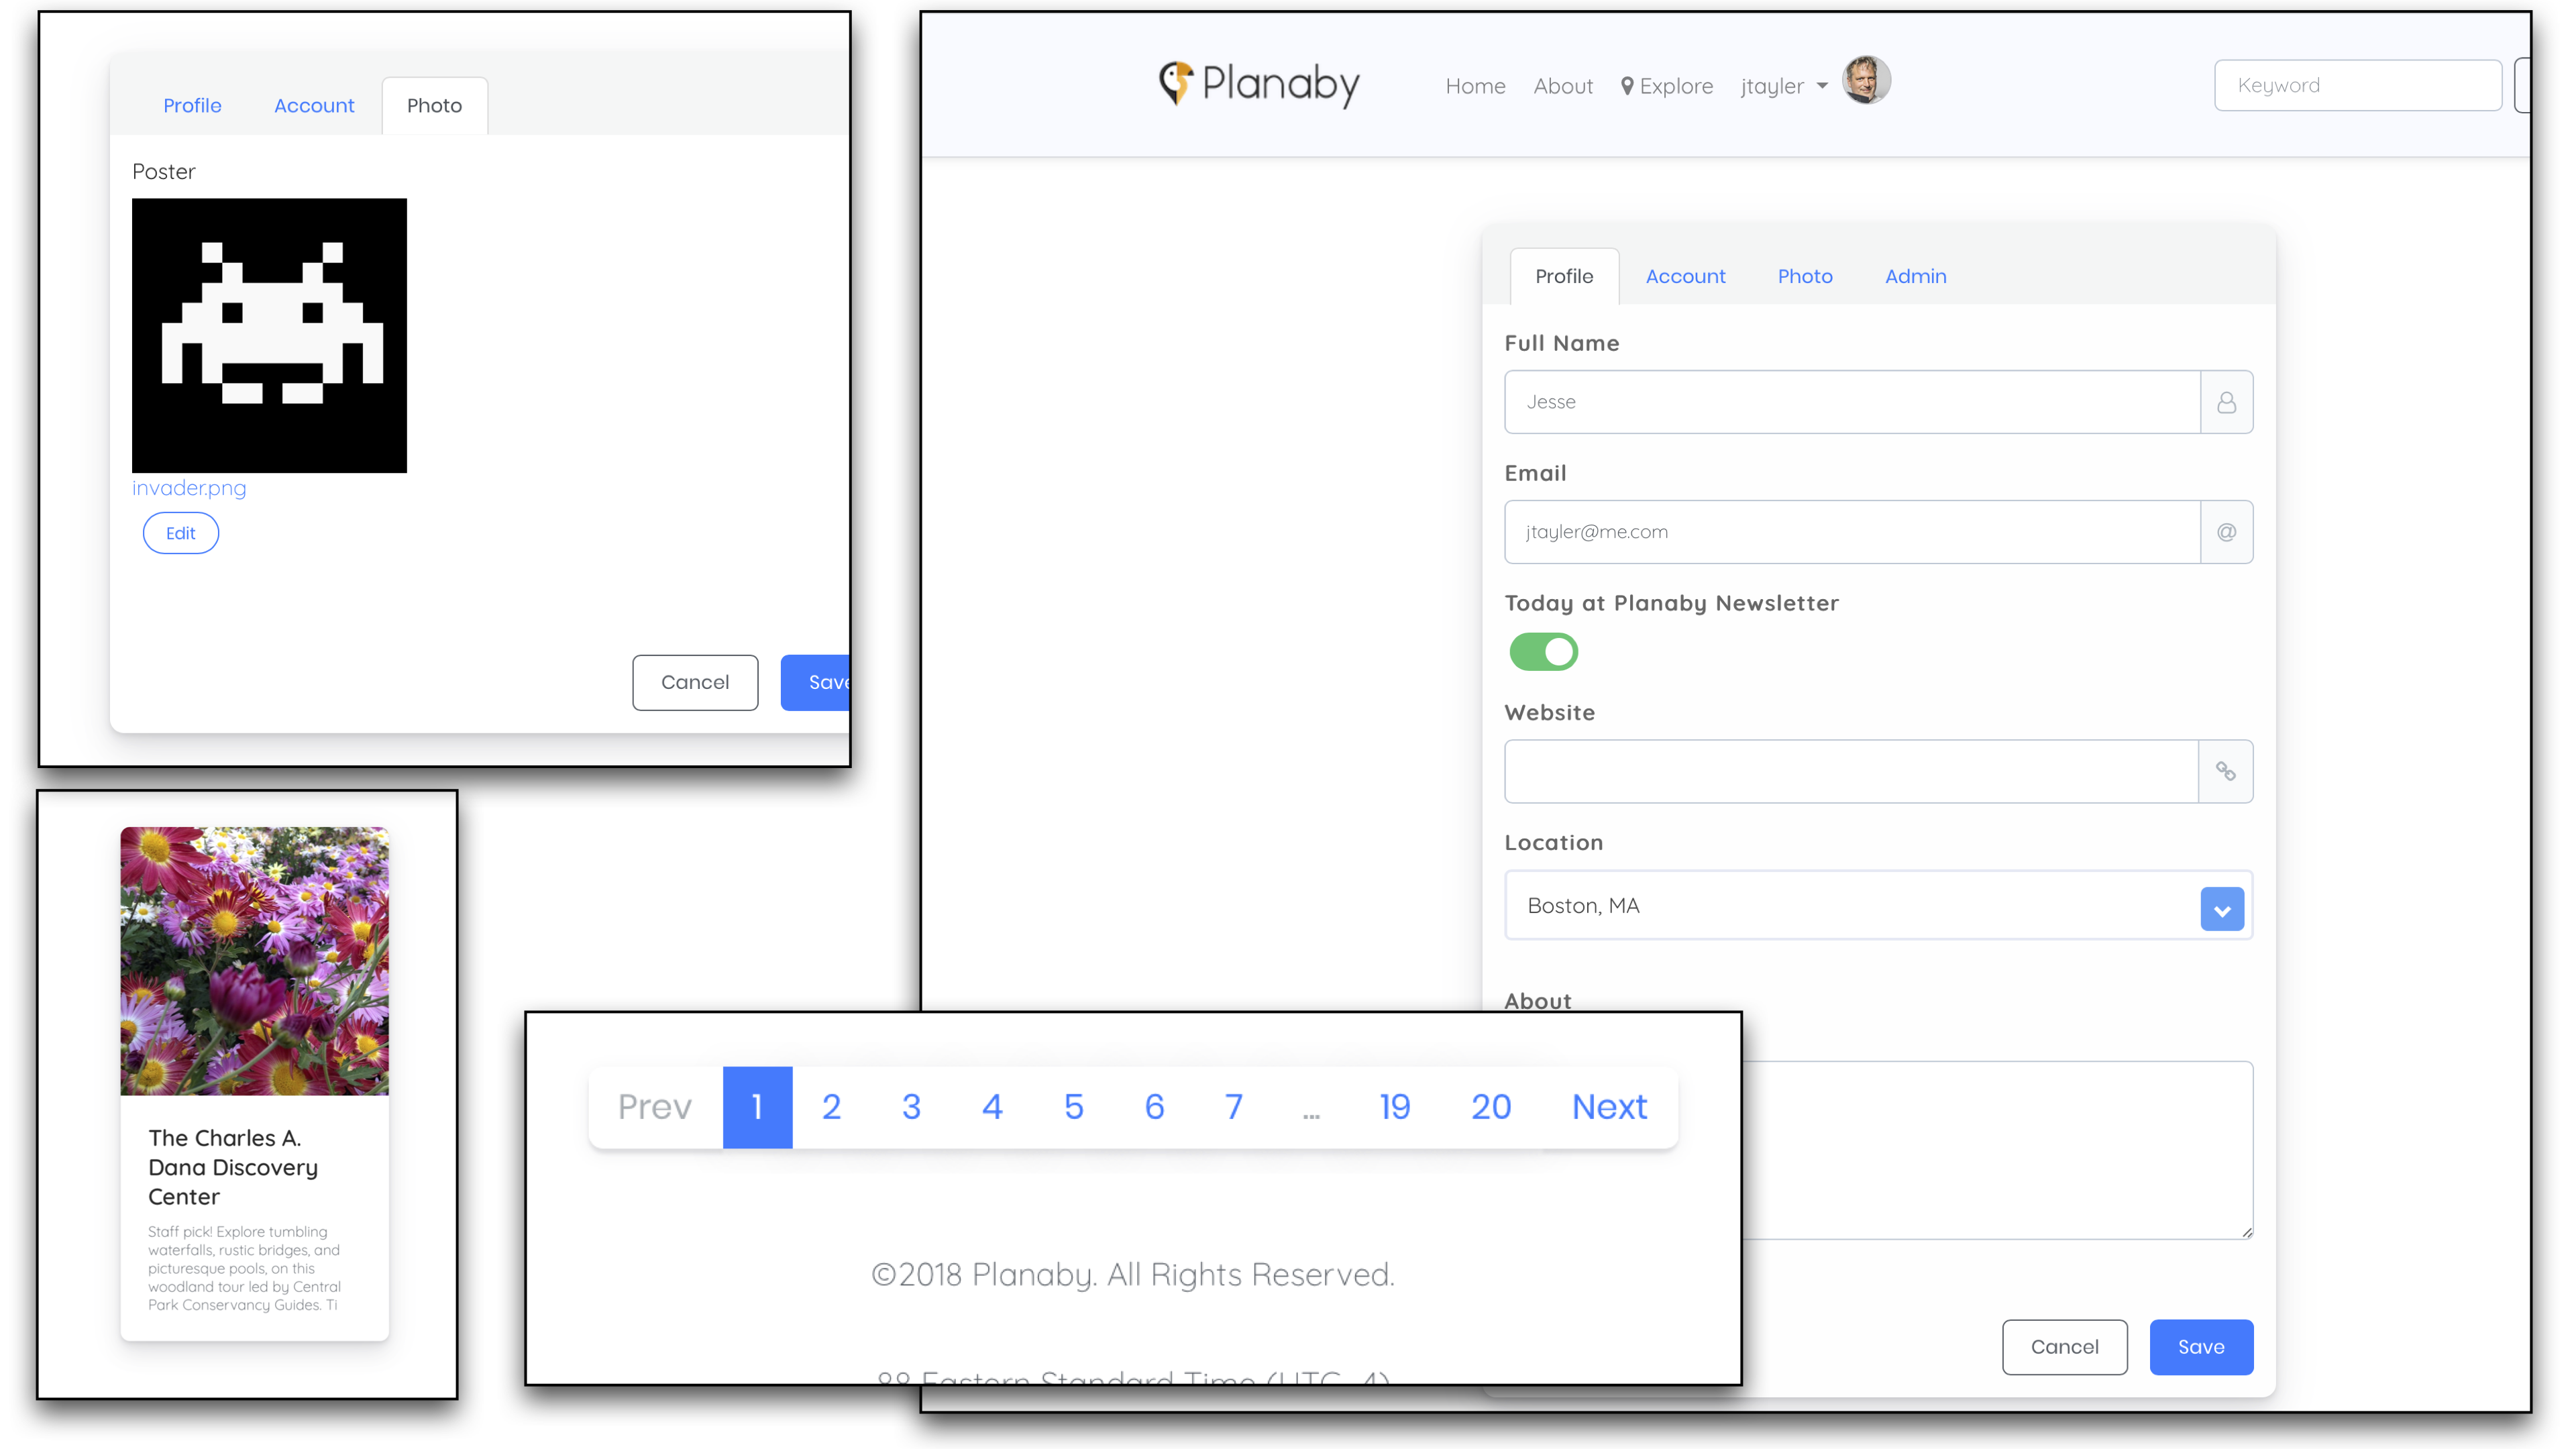 Profile Account Photo
Poster
invader.png
Edit
Cancel Save
Planaby Home About Explore jtayler Keyword
Profile Account Photo Admin
Full Name
Jesse
Email
jtayler@me.com
@
Today at Planaby Newsletter
Website
Location
Boston, MA
About
Cancel Save
The Charles A.
Dana Discovery
Center
Staff pick! Explore tumbling
waterfalls, rustic bridges, and
picturesque pools, on this
woodland tour led by Central
Park Conservancy Guides. Ti
Prev 1 2 3 4 5 6 7 ... 19 20 Next
©2018 Planaby. All Rights Reserved.
Eastern Standard Time (UTC -4)